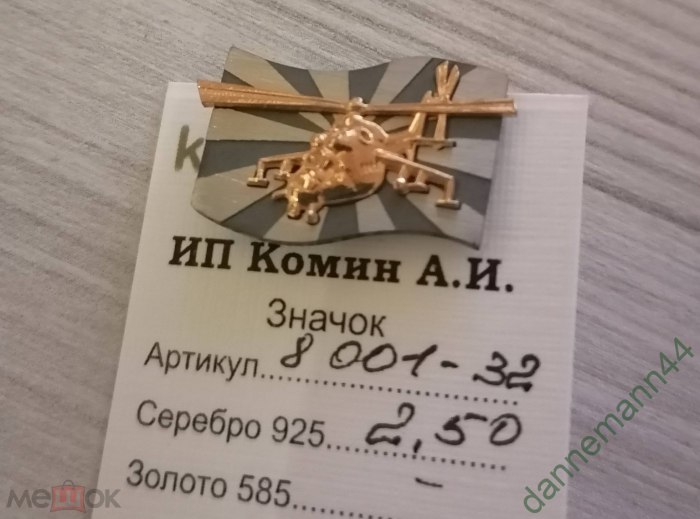 К
ИП Комин А.И.
Значок
Артикул...8 001-32
Серебро 925...2,50
Золото 585... -
мешок
dannemann44